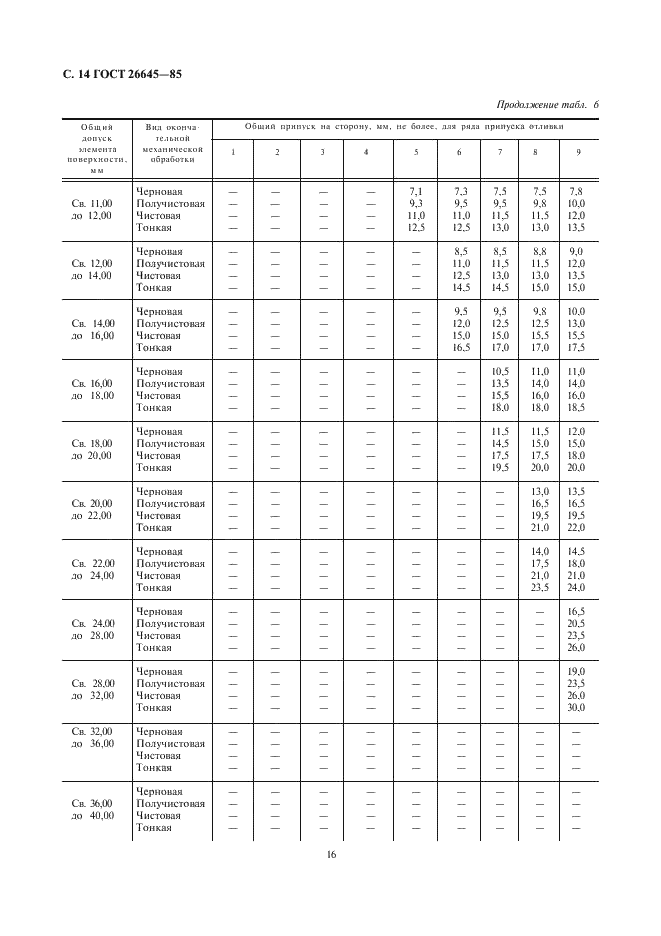 С. 14 ГОСТ 26645—85
Продолжение табл. 6
Общий допуск элемента поверхности, мм | Вид оконча-тельной механической обработки | Общий припуск на сторону, мм, не более, для ряда припуска отливки
1 2 3 4 5 6 7 8 9
Черновая — — — — 7,1 7,3 7,5 7,5 7,8
Св. 11,00 Получистовая — — — — 9,3 9,5 9,5 9,8 10,0
до 12,00 Чистовая — — — — 11,0 11,0 11,5 11,5 12,0
Тонкая — — — — 12,5 12,5 13,0 13,0 13,5
Черновая — — — — — 8,5 8,5 8,8 9,0
Св. 12,00 Получистовая — — — — — 11,0 11,5 11,5 12,0
до 14,00 Чистовая — — — — — 12,5 13,0 13,0 13,5
Тонкая — — — — — 14,5 14,5 15,0 15,0
Черновая — — — — — 9,5 9,5 9,8 10,0
Св. 14,00 Получистовая — — — — — 12,0 12,5 12,5 13,0
до 16,00 Чистовая — — — — — 15,0 15,0 15,5 15,5
Тонкая — — — — — 16,5 17,0 17,0 17,5
Черновая — — — — — — 10,5 11,0 11,0
Св. 16,00 Получистовая — — — — — — 13,5 14,0 14,0
до 18,00 Чистовая — — — — — — 15,5 16,0 16,0
Тонкая — — — — — — 18,0 18,0 18,5
Черновая — — — — — — 11,5 11,5 12,0
Св. 18,00 Получистовая — — — — — — 14,5 15,0 15,0
до 20,00 Чистовая — — — — — — 17,5 17,5 18,0
Тонкая — — — — — — 19,5 20,0 20,0
Черновая — — — — — — — 13,0 13,5
Св. 20,00 Получистовая — — — — — — — 16,5 16,5
до 22,00 Чистовая — — — — — — — 19,5 19,5
Тонкая — — — — — — — 21,0 22,0
Черновая — — — — — — — 14,0 14,5
Св. 22,00 Получистовая — — — — — — — 17,5 18,0
до 24,00 Чистовая — — — — — — — 21,0 21,0
Тонкая — — — — — — — 23,5 24,0
Черновая — — — — — — — — 16,5
Св. 24,00 Получистовая — — — — — — — — 20,5
до 28,00 Чистовая — — — — — — — — 23,5
Тонкая — — — — — — — — 26,0
Черновая — — — — — — — — 19,0
Св. 28,00 Получистовая — — — — — — — — 23,5
до 32,00 Чистовая — — — — — — — — 26,0
Тонкая — — — — — — — — 30,0
Св. 32,00 Черновая — — — — — — — — —
до 36,00 Получистовая — — — — — — — — —
Чистовая — — — — — — — — —
Тонкая — — — — — — — — —
Черновая — — — — — — — — —
Св. 36,00 Получистовая — — — — — — — — —
до 40,00 Чистовая — — — — — — — — —
Тонкая — — — — — — — — —
16